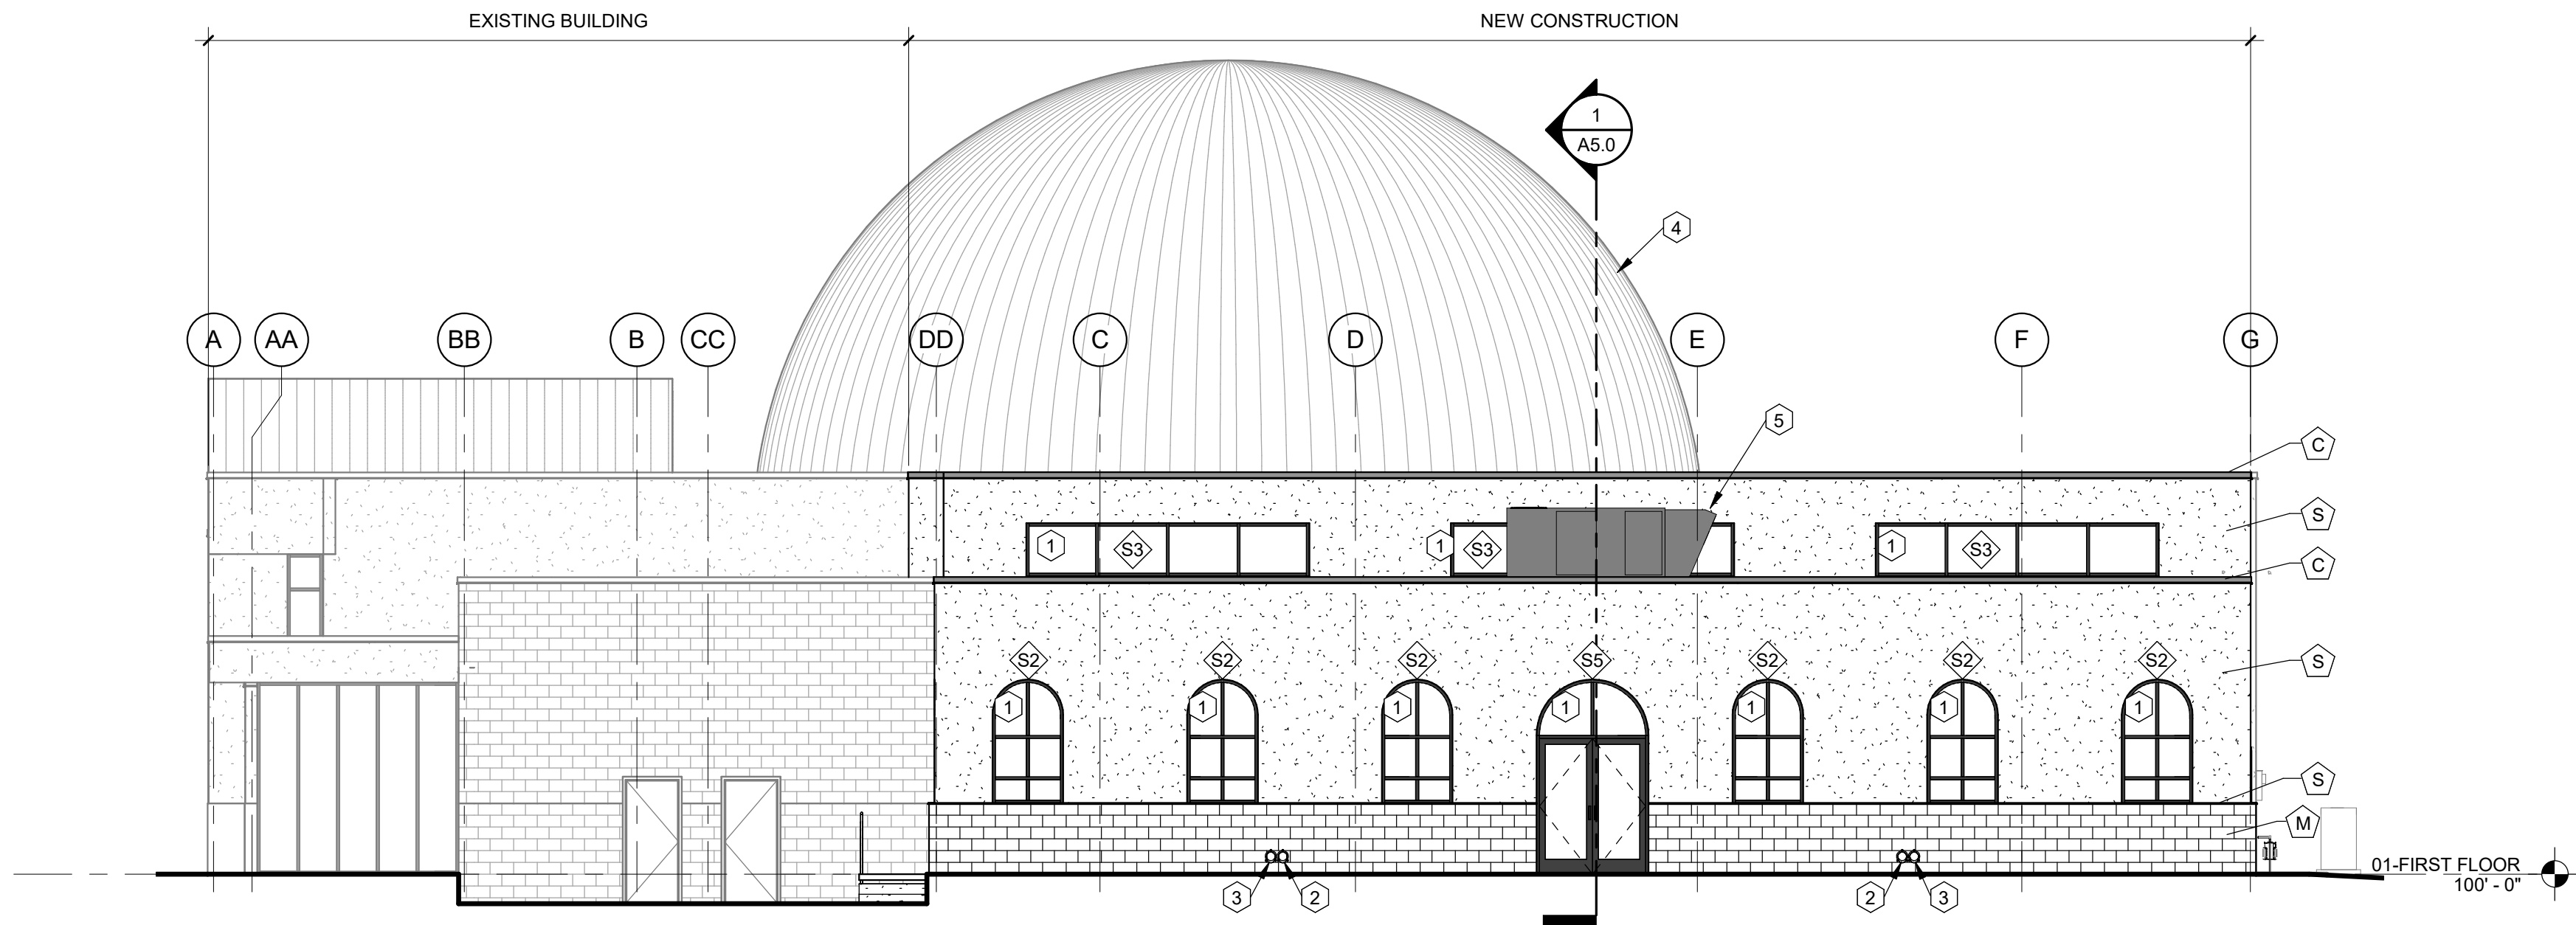 EXISTING BUILDING
NEW CONSTRUCTION
1
A5.0
4
A
AA
BB
B
CC
DD
C
D
E
F
G
5
C
S
1
S3
1
S3
1
S3
C
S2
S2
S2
S5
S2
S2
S2
S
1
1
1
1
1
1
1
S
M
01-FIRST FLOOR
100' - 0"
3
2
2
3